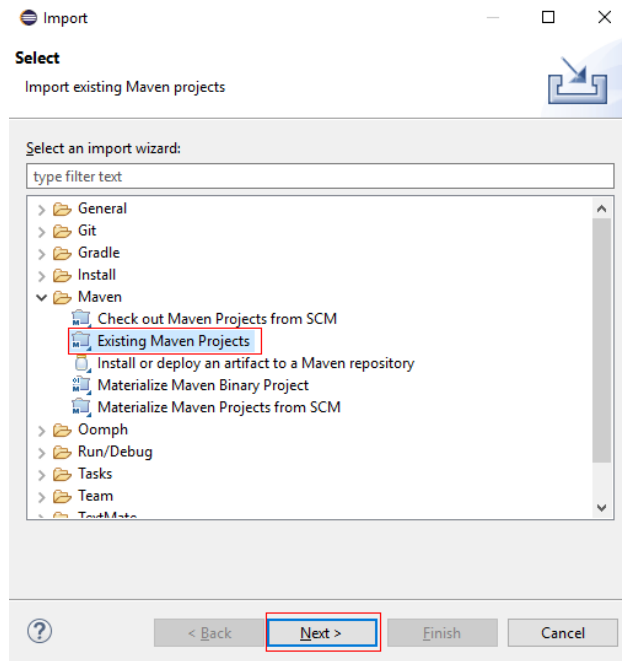 Import
Select
Import existing Maven projects
Select an import wizard:
type filter text
General
Git
Gradle
Install
Maven
Check out Maven Projects from SCM
Existing Maven Projects
Install or deploy an artifact to a Maven repository
Materialize Maven Binary Project
Materialize Maven Projects from SCM
Oomph
Run/Debug
Tasks
Team
TextMate
? < Back Next > Finish Cancel